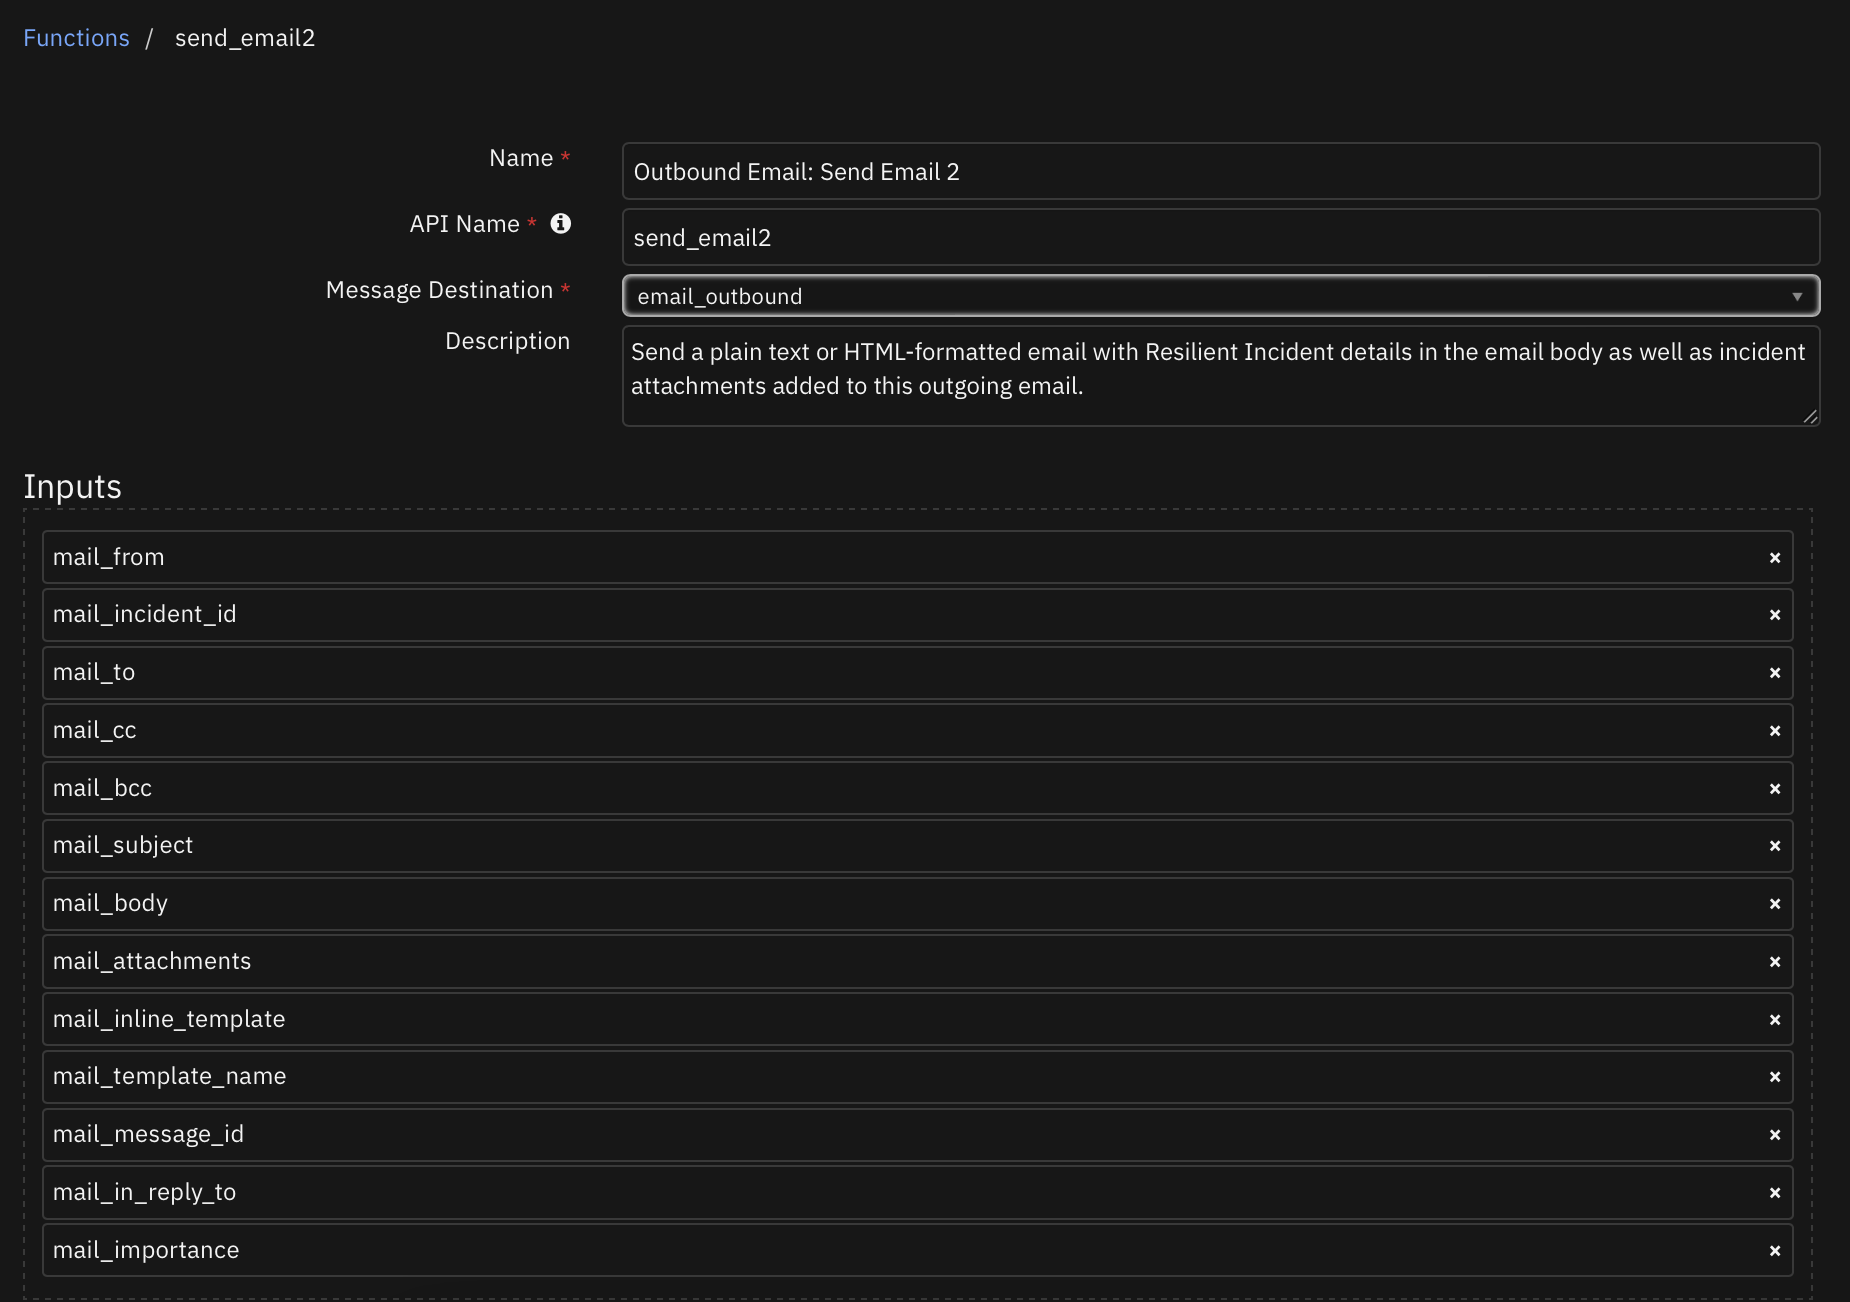 Functions / send_email2
Name *
Outbound Email: Send Email 2
API Name *
send_email2
Message Destination *
email_outbound
Description
Send a plain text or HTML-formatted email with Resilient Incident details in the email body as well as incident
attachments added to this outgoing email.
Inputs
mail_from
mail_incident_id
mail_to
mail_cc
mail_bcc
mail_subject
mail_body
mail_attachments
mail_inline_template
mail_template_name
mail_message_id
mail_in_reply_to
mail_importance